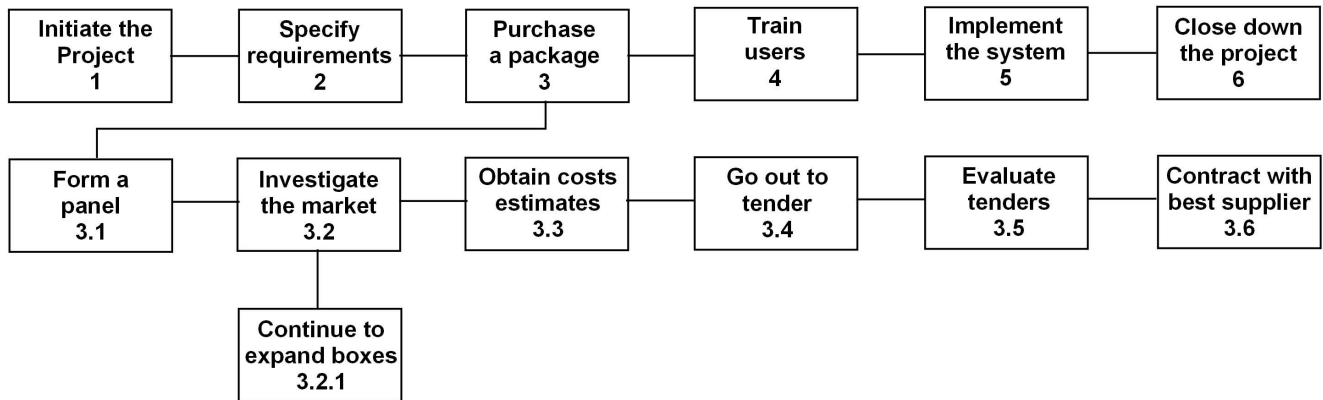 Initiate the
Project
1
Specify
requirements
2
Purchase
a package
3
Train
users
4
Implement
the system
5
Close down
the project
6
Form a
panel
3.1
Investigate
the market
3.2
Obtain costs
estimates
3.3
Go out to
tender
3.4
Evaluate
tenders
3.5
Contract with
best supplier
3.6
Continue to
expand boxes
3.2.1